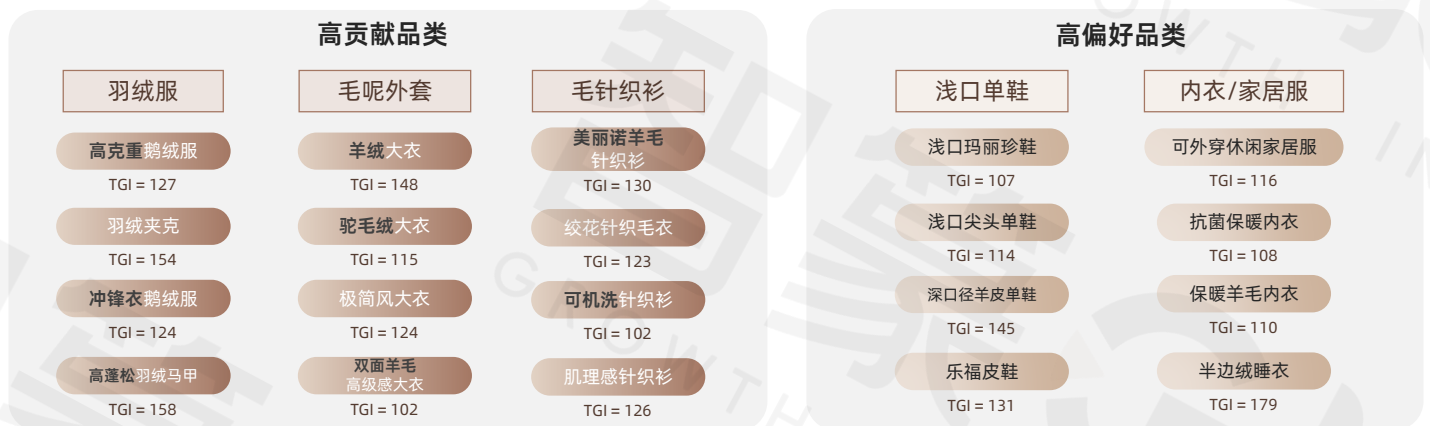 高贡献品类
羽绒服
高克重鹅绒服
TGI = 127
羽绒夹克
TGI = 154
冲锋衣鹅绒服
TGI = 124
高蓬松羽绒马甲
TGI = 158
毛呢外套
羊绒大衣
TGI = 148
驼毛绒大衣
TGI = 115
极简风大衣
TGI = 124
双面羊毛
高级感大衣
TGI = 102
毛针织衫
美丽诺羊毛
针织衫
TGI = 130
绞花针织毛衣
TGI = 123
可机洗针织衫
TGI = 102
肌理感针织衫
TGI = 126
高偏好品类
浅口单鞋
浅口玛丽珍鞋
TGI = 107
浅口尖头单鞋
TGI = 114
深口径羊皮单鞋
TGI = 145
乐福皮鞋
TGI = 131
内衣/家居服
可外穿休闲家居服
TGI = 116
抗菌保暖内衣
TGI = 108
保暖羊毛内衣
TGI = 110
半边绒睡衣
TGI = 179
GROWTH